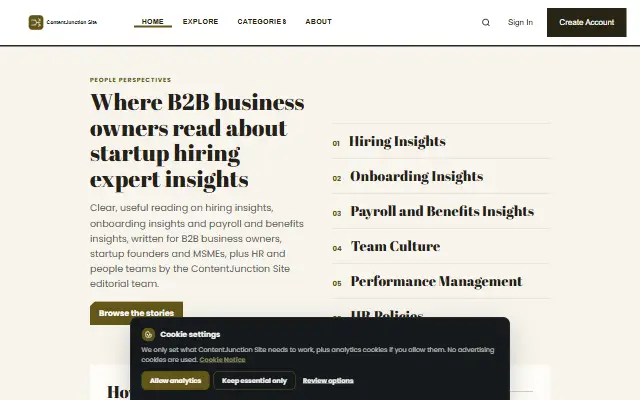 ContentJunction Site
HOME
EXPLORE
CATEGORIES
ABOUT
Sign In
Create Account
PEOPLE PERSPECTIVES
Where B2B business
owners read about
startup hiring
expert insights
Clear, useful reading on hiring insights,
onboarding insights and payroll and benefits
insights, written for B2B business owners,
startup founders and MSMEs, plus HR and
people teams by the ContentJunction Site
editorial team.
Browse the stories
01 Hiring Insights
02 Onboarding Insights
03 Payroll and Benefits Insights
04 Team Culture
05 Performance Management
HR Policies
Cookie settings
We only set what ContentJunction Site needs to work, plus analytics cookies if you allow them. No advertising
cookies are used. Cookie Notice
Allow analytics
Keep essential only
Review options